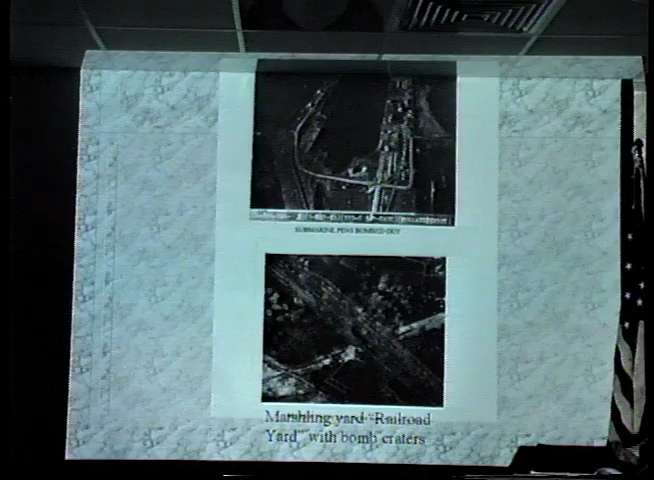 SUBMARINE PENS BOMBED OUT
Marshling yard "Railroad
Yard" with bomb craters